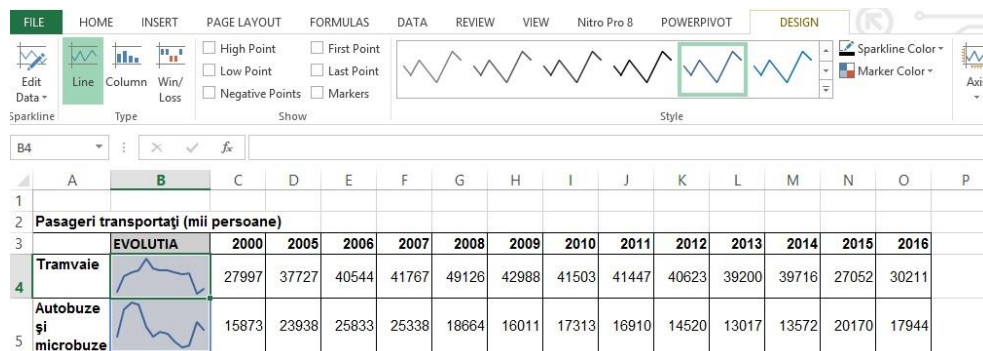 FILE HOME INSERT PAGE LAYOUT FORMULAS DATA REVIEW VIEW Nitro Pro 8 POWERPIVOT DESIGN
Edit Data
Line
Column
Win/
Loss
High Point
Low Point
Negative Points
First Point
Last Point
Markers
Sparkline Color
Marker Color
Sparkline Type Show Style
B4 fx
A B C D E F G H I J K L M N O P
1
2 Pasageri transportaţi (mii persoane)
3 EVOLUTIA 2000 2005 2006 2007 2008 2009 2010 2011 2012 2013 2014 2015 2016
4 Tramvaie 27997 37727 40544 41767 49126 42988 41503 41447 40623 39200 39716 27052 30211
5 Autobuze
şi
microbuze 15873 23938 25833 25338 18664 16011 17313 16910 14520 13017 13572 20170 17944